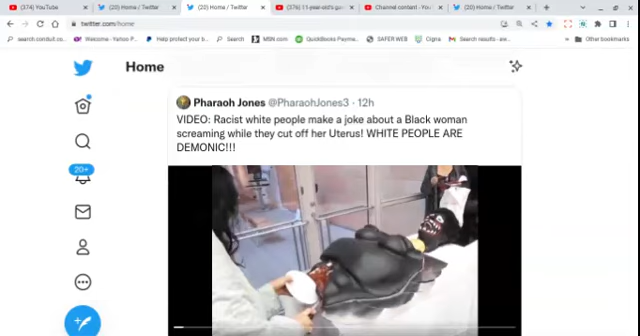 (374) YouTube
(20) Home / Twitter
(20) Home / Twitter
(376) 11-year-old's gu
Channel content - You
(20) Home / Twitter
twitter.com/home
search.conduit.co...
Welcome - Yahoo
Help protect your b...
Search
MSN.com
QuickBooks Payme...
SAFER WEB
Cigna
Search results - aw...
Other bookmarks
Home
Pharaoh Jones @PharaohJones3 · 12h
VIDEO: Racist white people make a joke about a Black woman
screaming while they cut off her Uterus! WHITE PEOPLE ARE
DEMONIC!!!
20+